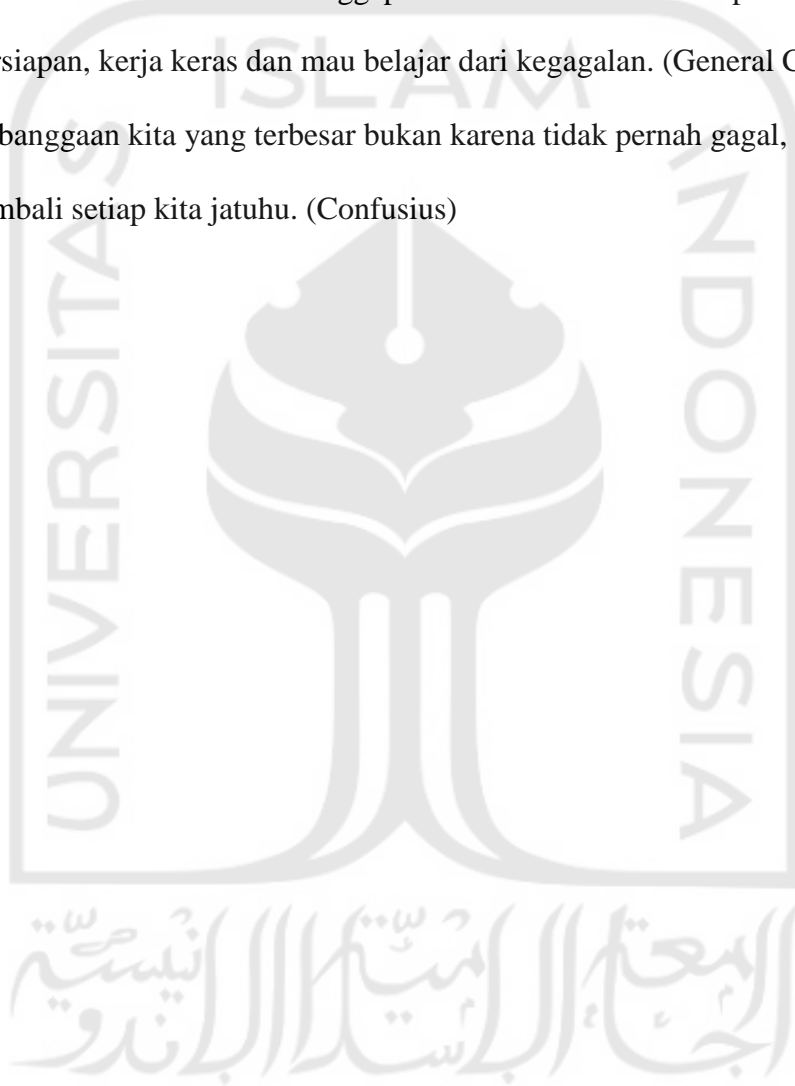 rsiapan, kerja keras dan mau belajar dari kegagalan. (General C
banggaan kita yang terbesar bukan karena tidak pernah gagal,
mbali setiap kita jatuhu. (Confusius)
ISLAM
UNIVERSITAS
INDONESIA